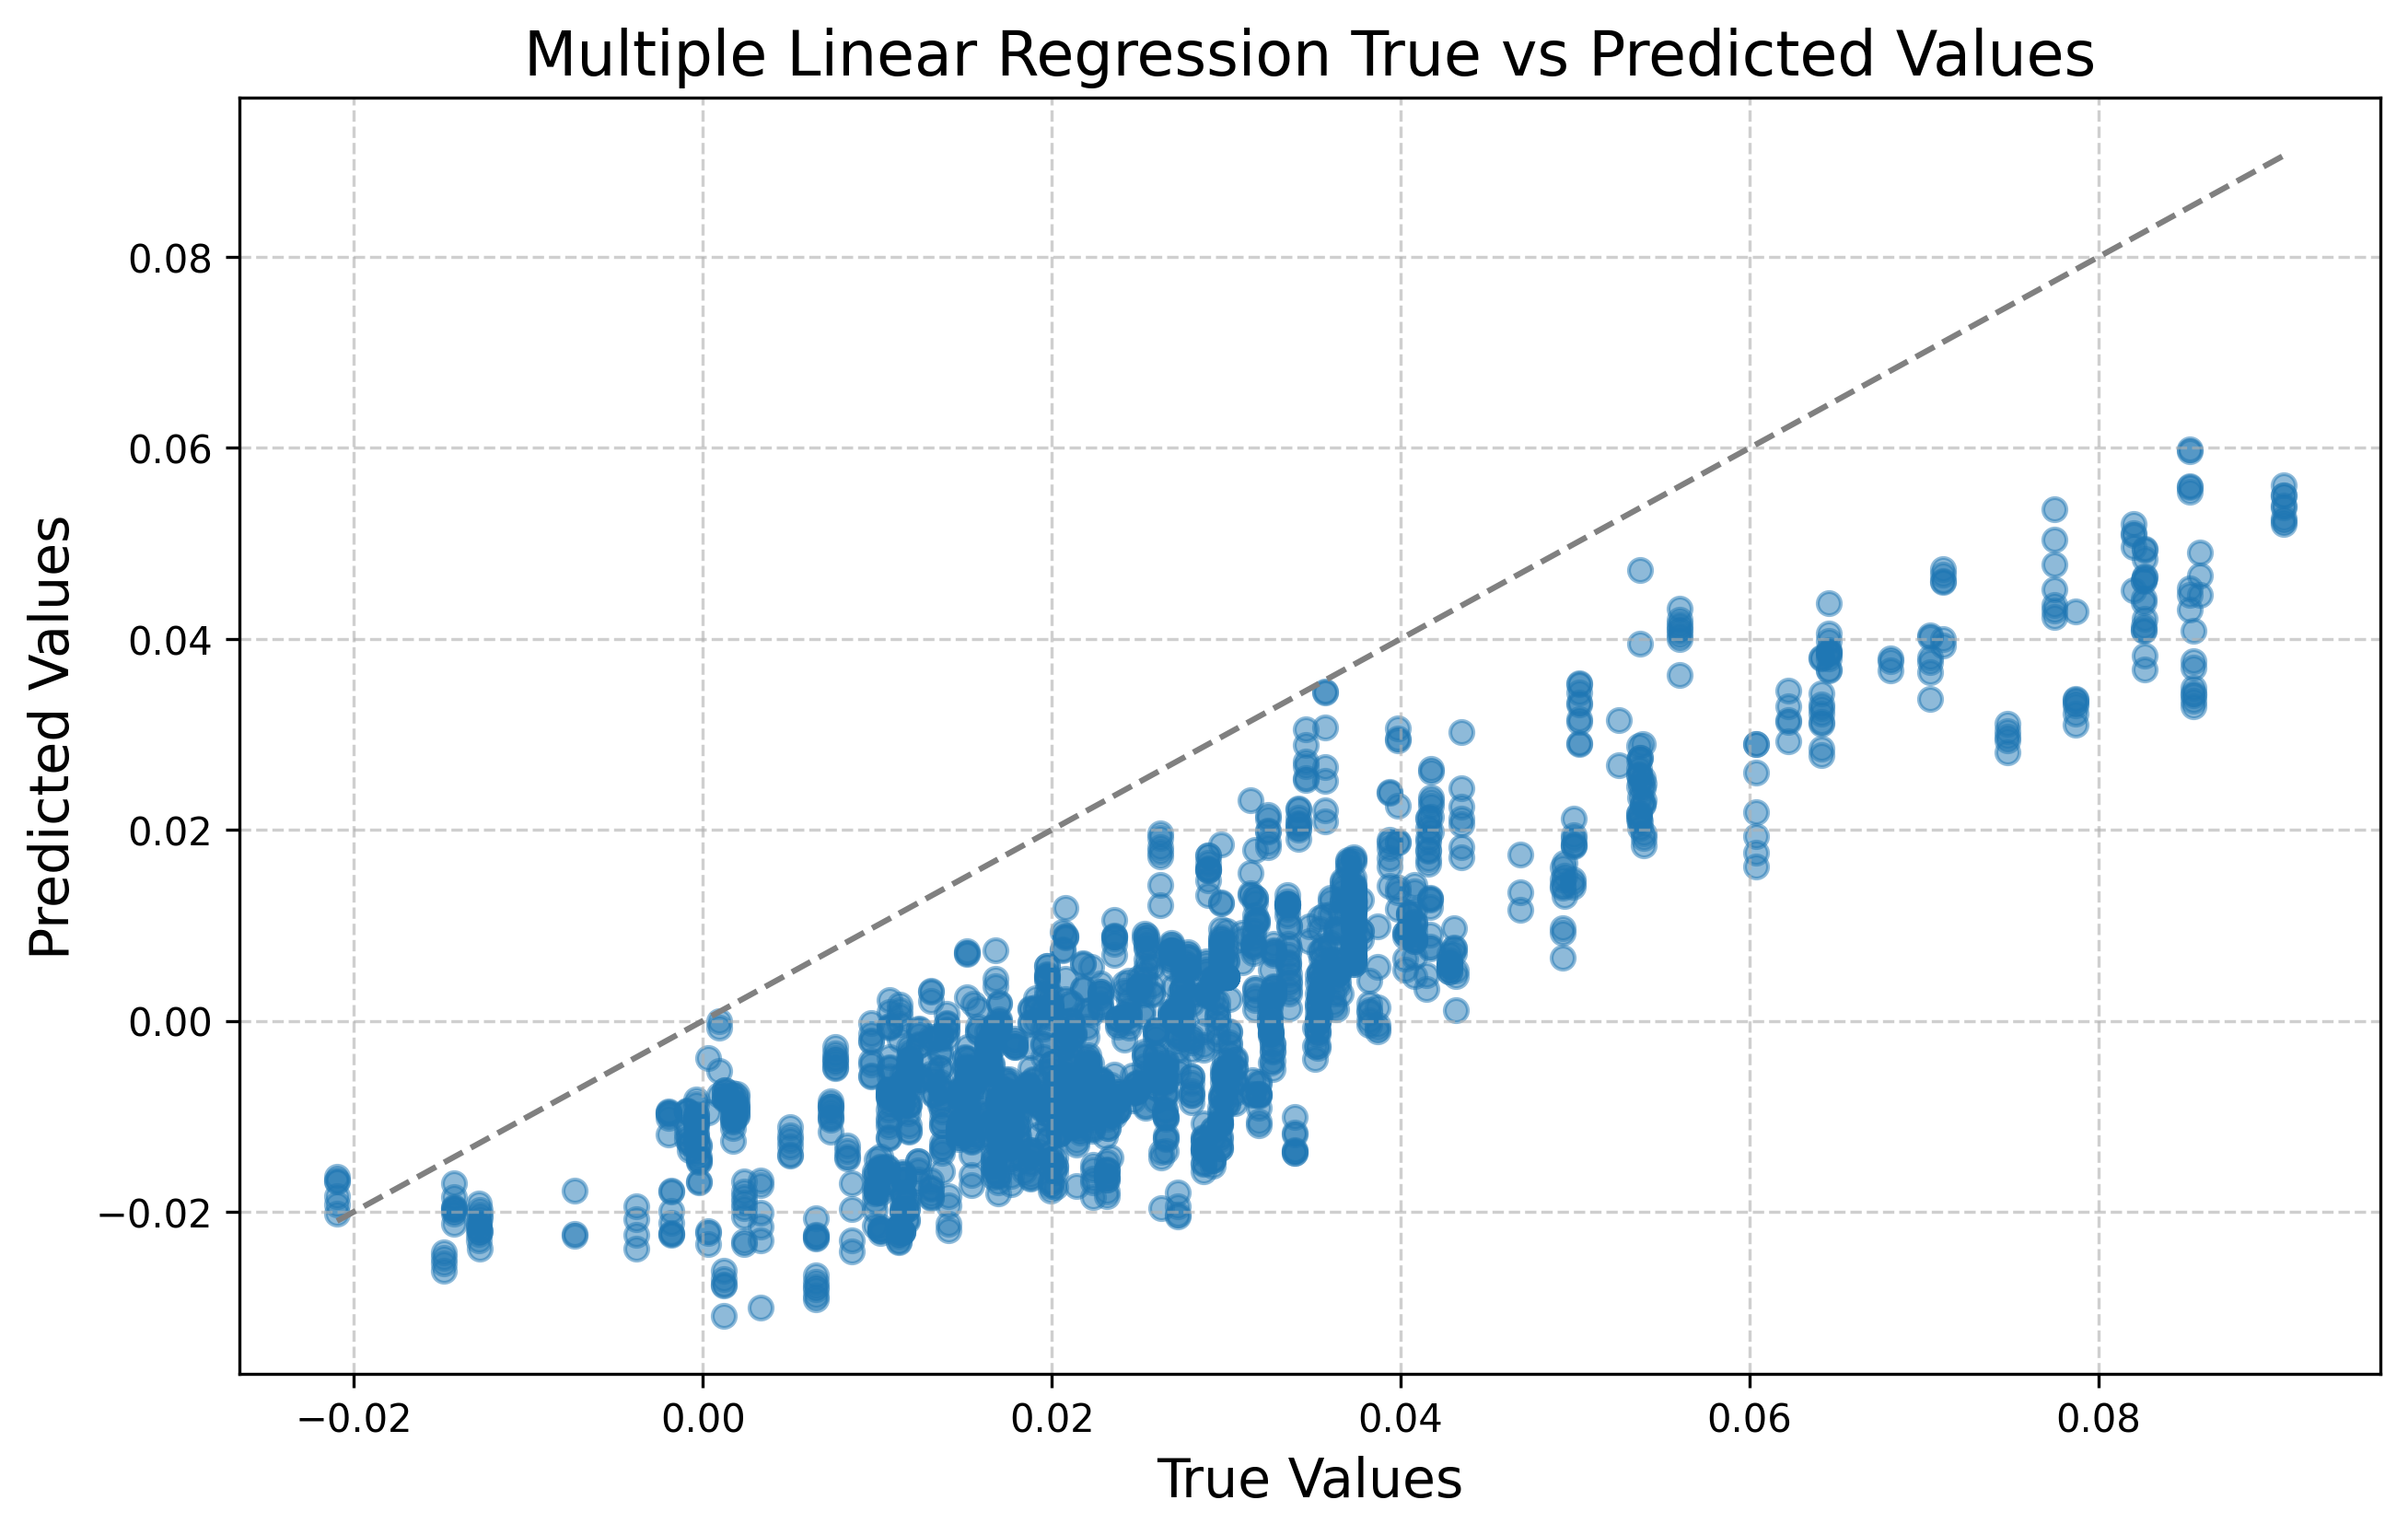 Multiple Linear Regression True vs Predicted Values
Predicted Values
0.08
0.06
0.04
0.02
0.00
−0.02
−0.02 0.00 0.02 0.04 0.06 0.08
True Values